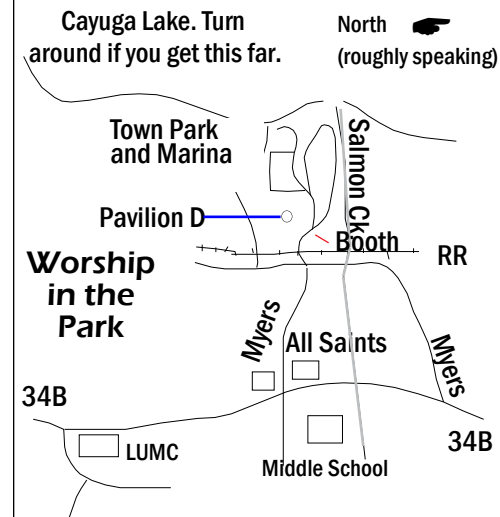 Cayuga Lake. Turn
around if you get this far.
North
(roughly speaking)
Town Park
and Marina
Salmon Ck
Pavilion D
Booth
RR
Worship
in the
Park
Myers
All Saints
Myers
34B
34B
LUMC
Middle School